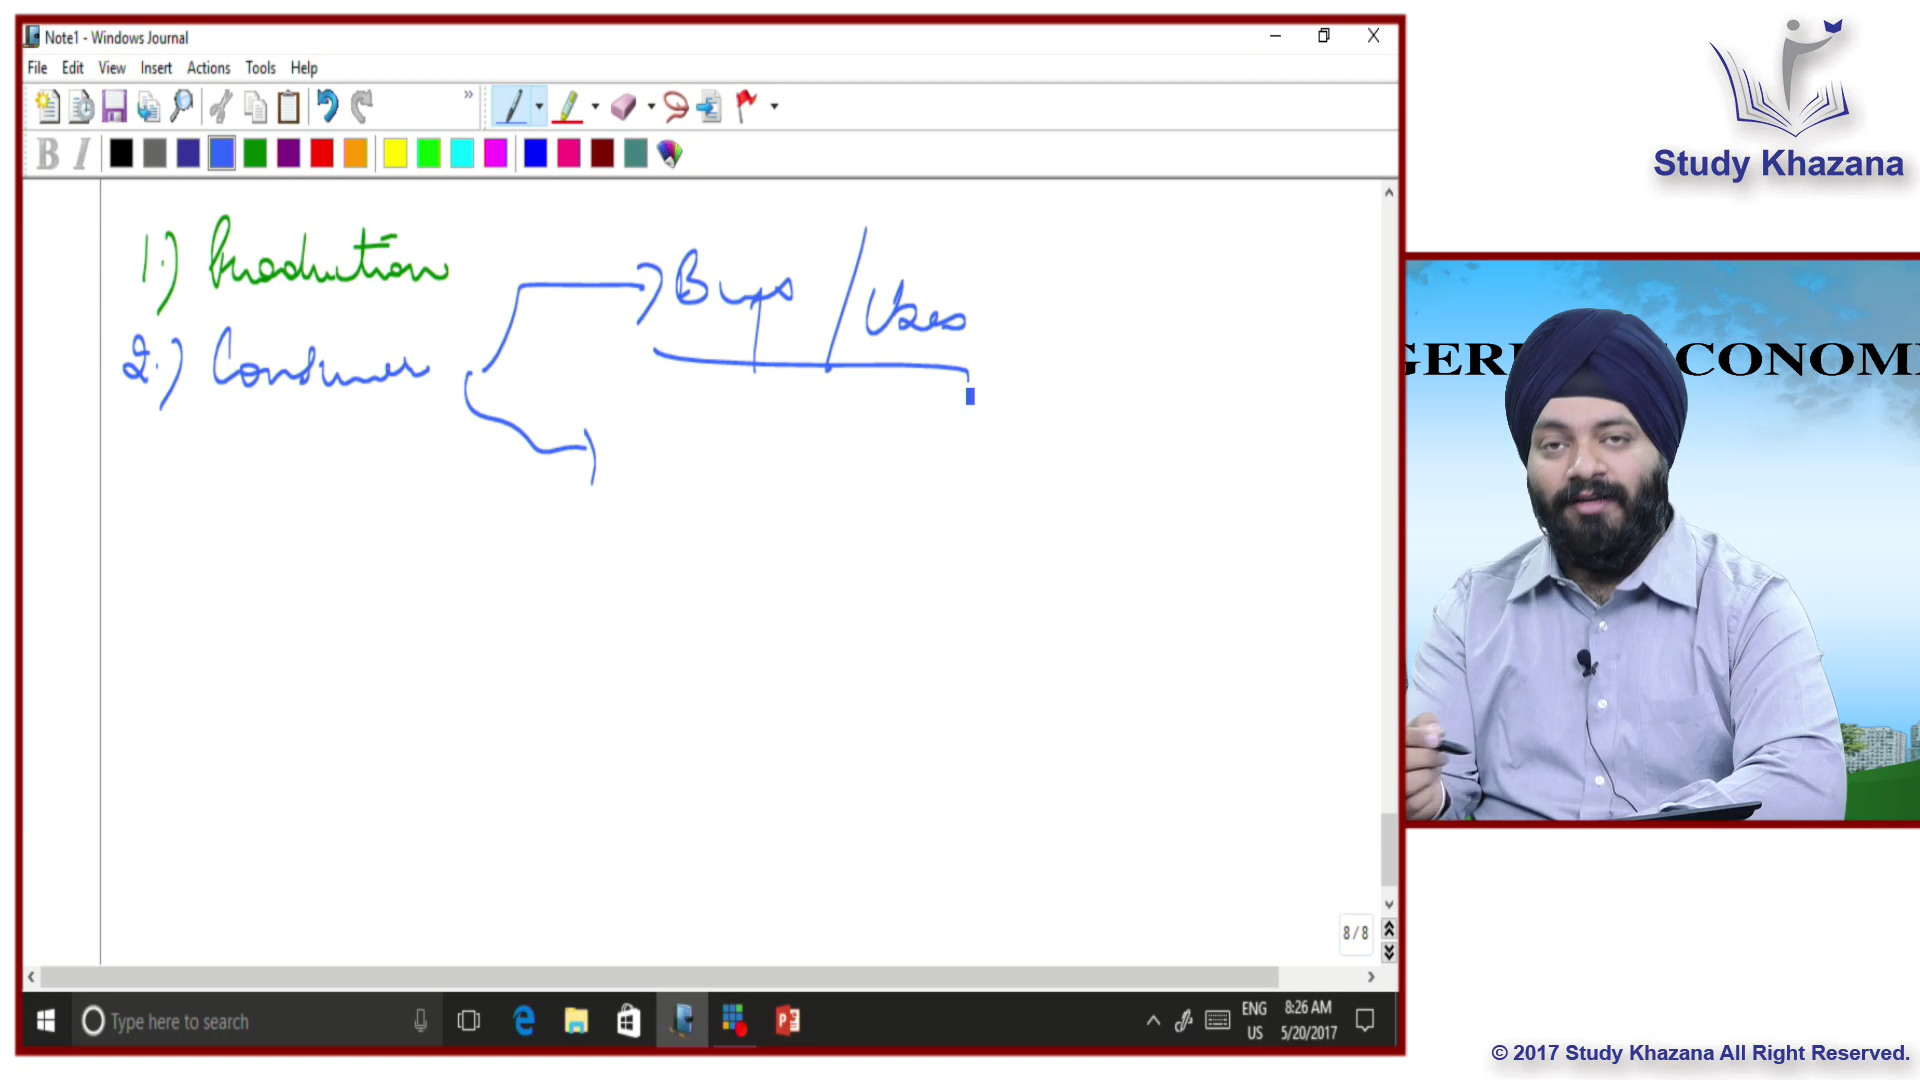 Note1 - Windows Journal
File Edit View Insert Actions Tools Help
B I
1.) Production
2.) Consumer
Buys / Uses
8 / 8
Type here to search
ENG
US
8:26 AM
5/20/2017
Study Khazana
GERI
ECONOMI
© 2017 Study Khazana All Right Reserved.